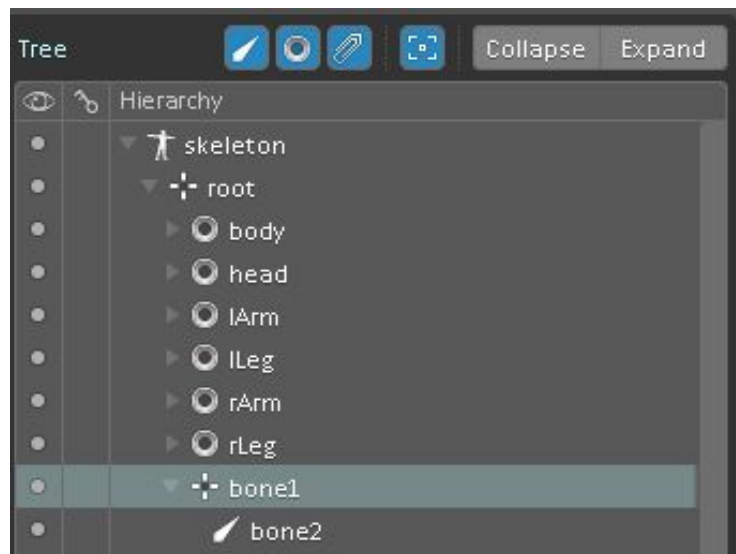 Tree Collapse Expand
Hierarchy
skeleton
root
body
head
lArm
lLeg
rArm
rLeg
bone1
bone2